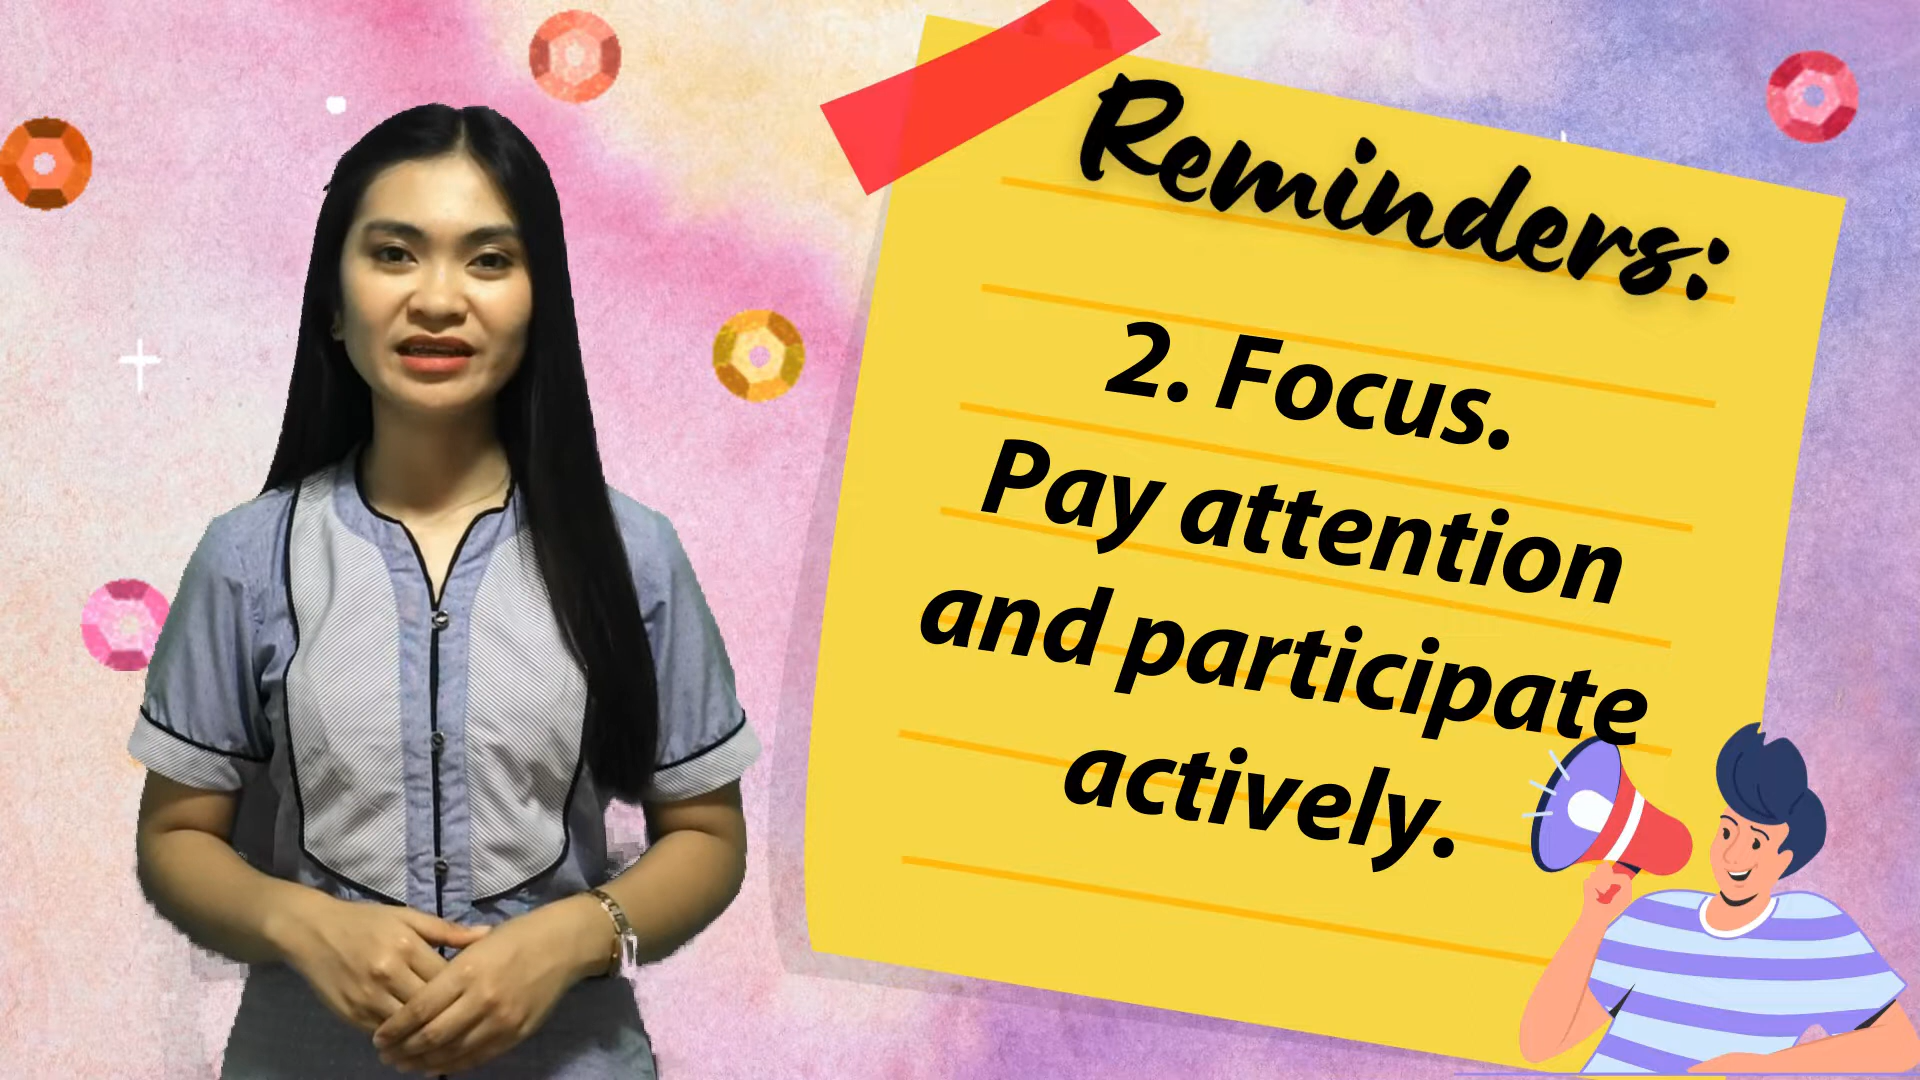 Reminders:
2. Focus.
Pay attention
and participate
actively.